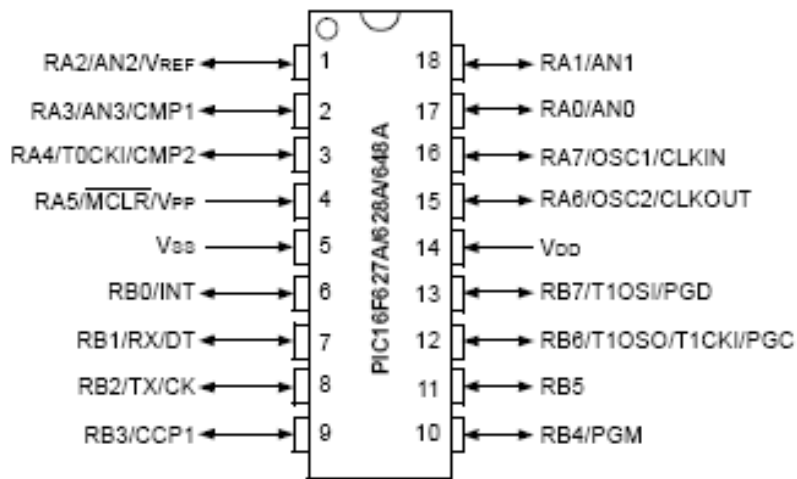 RA2/AN2/VREF 1 18 RA1/AN1
RA3/AN3/CMP1 2 17 RA0/AN0
RA4/T0CKI/CMP2 3 16 RA7/OSC1/CLKIN
RA5/MCLR/VPP 4 15 RA6/OSC2/CLKOUT
VSS 5 14 VDD
RB0/INT 6 13 RB7/T1OSI/PGD
RB1/RX/DT 7 12 RB6/T1OSO/T1CKI/PGC
RB2/TX/CK 8 11 RB5
RB3/CCP1 9 10 RB4/PGM
PIC16F627A/628A/648A